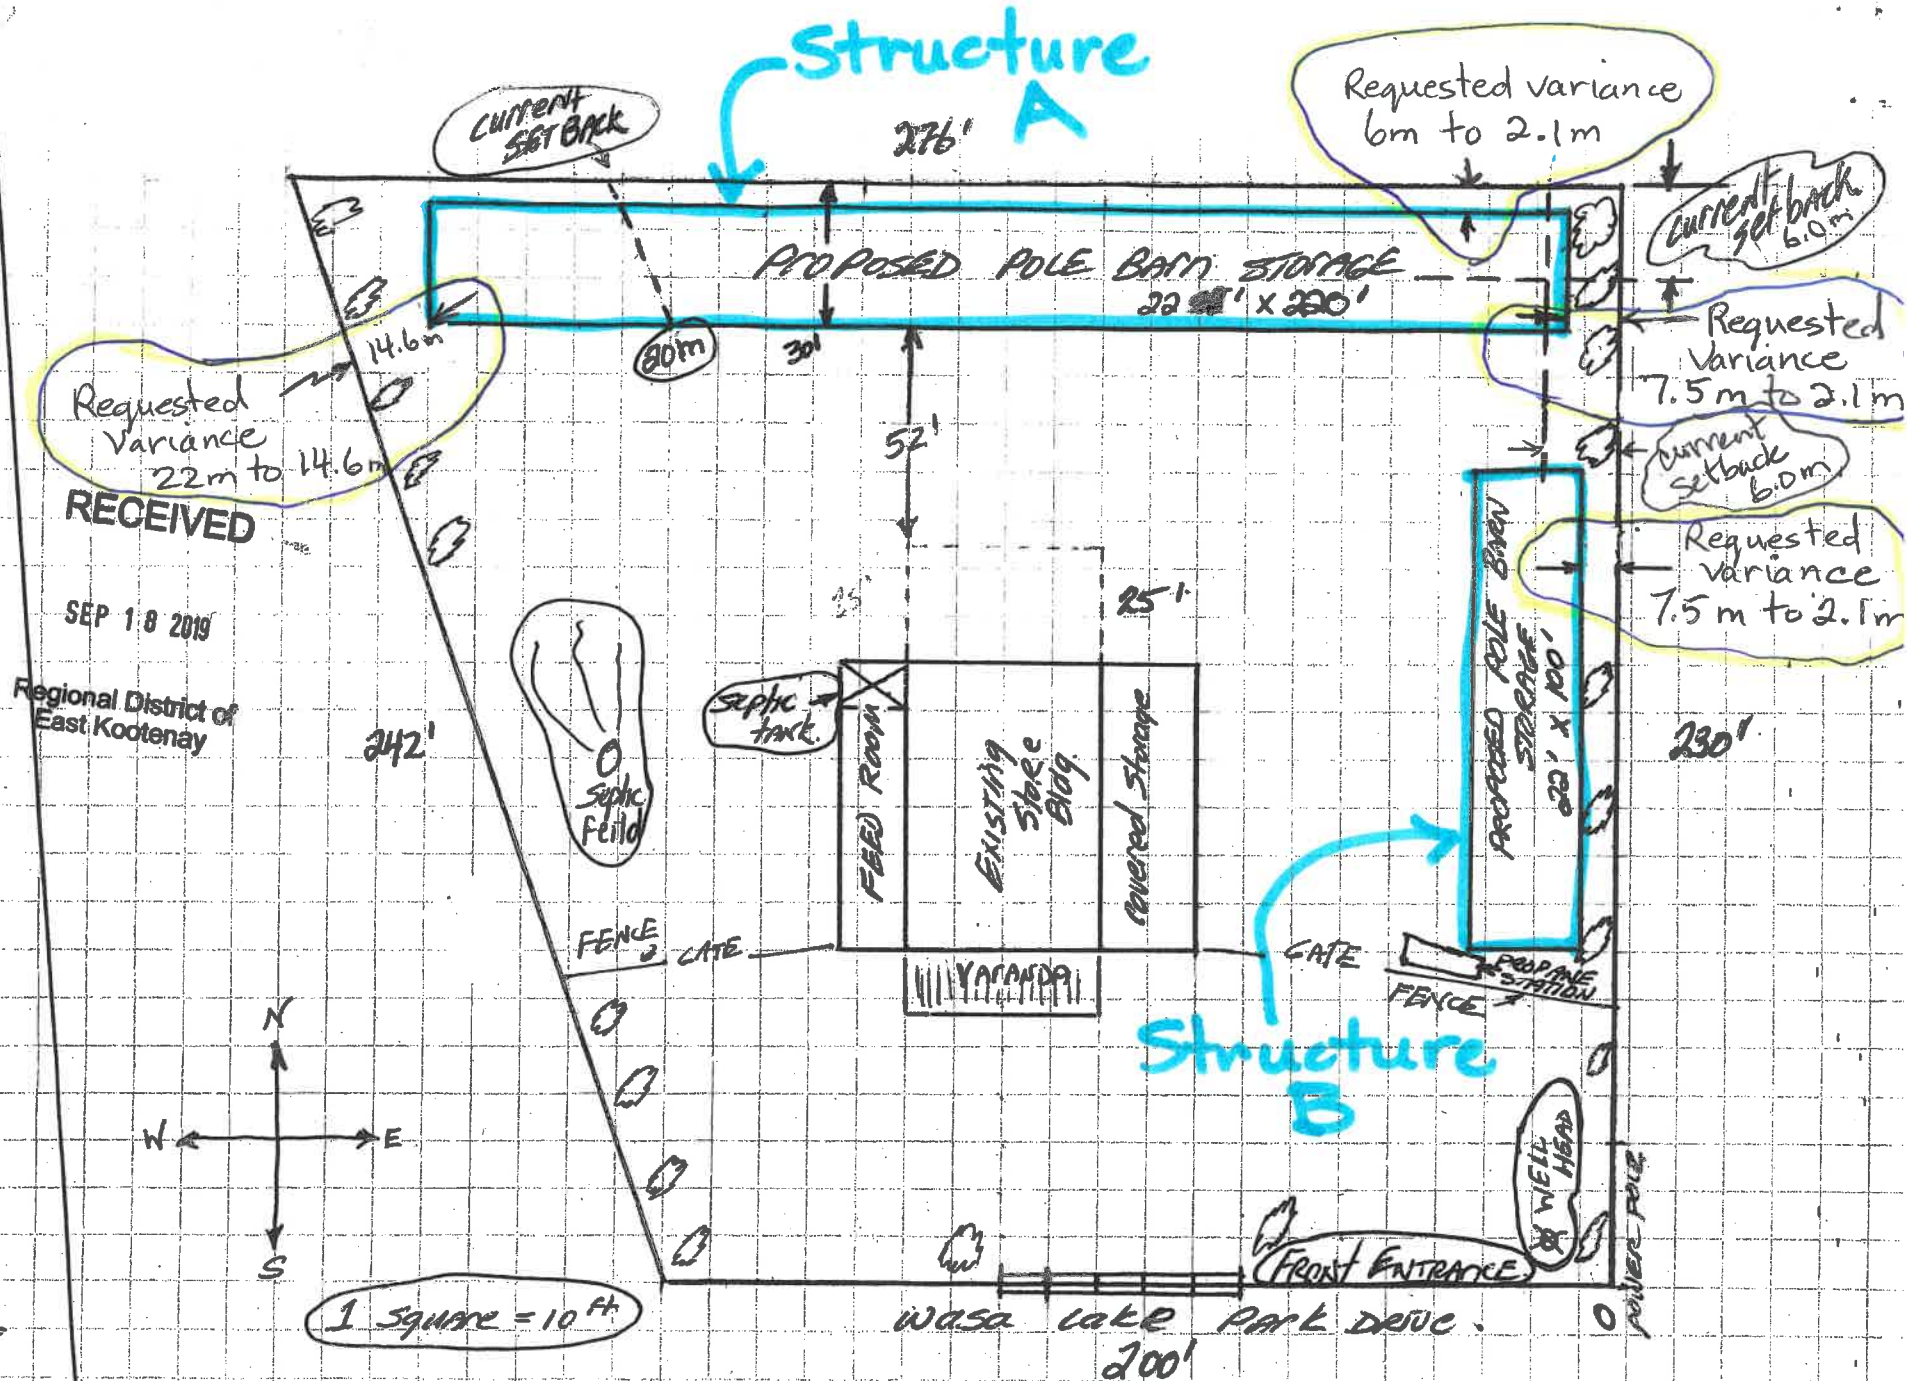 Structure
A
Requested variance
6m to 2.1m
current
SET BACK
276'
current
setback
6.0m
PROPOSED POLE BARN STORAGE
22' x 220'
Requested
Variance
7.5m to 2.1m
14.6m
20m
30'
Requested
Variance
22m to 14.6m
52'
current
setback
6.0m
RECEIVED
SEP 18 2019
Regional District of
East Kootenay
Requested
variance
7.5m to 2.1m
PROPOSED POLE BARN
STORAGE
22' x 100'
25'
25'
Septic
tank.
242'
230'
Septic
Feild
FEED ROOM
Existing
Store
Bldg.
Covered Storage
FENCE
GATE
GATE
VARANDA
PROPANE
STATION
FENCE
Structure
B
N
W
E
S
WELL
HEAD
POWER POLE
FRONT ENTRANCE
1 Square = 10 Ft
Wasa Lake Park Drive.
200'